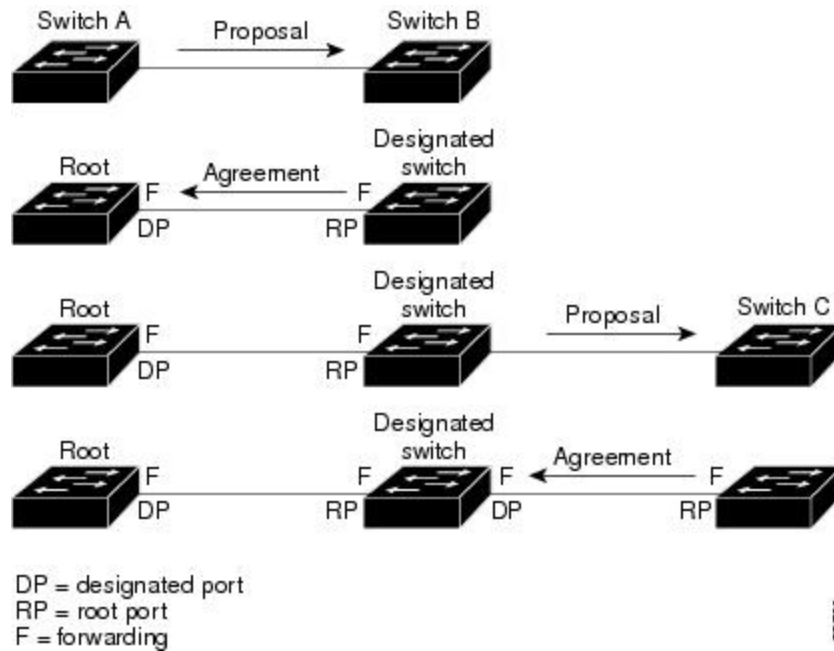 Switch A
Proposal
Switch B
Root
F
DP
Agreement
Designated
switch
F
RP
Root
F
DP
Designated
switch
F
RP
Proposal
Switch C
Root
F
DP
Designated
switch
F
RP
F
DP
Agreement
F
RP
DP = designated port
RP = root port
F = forwarding